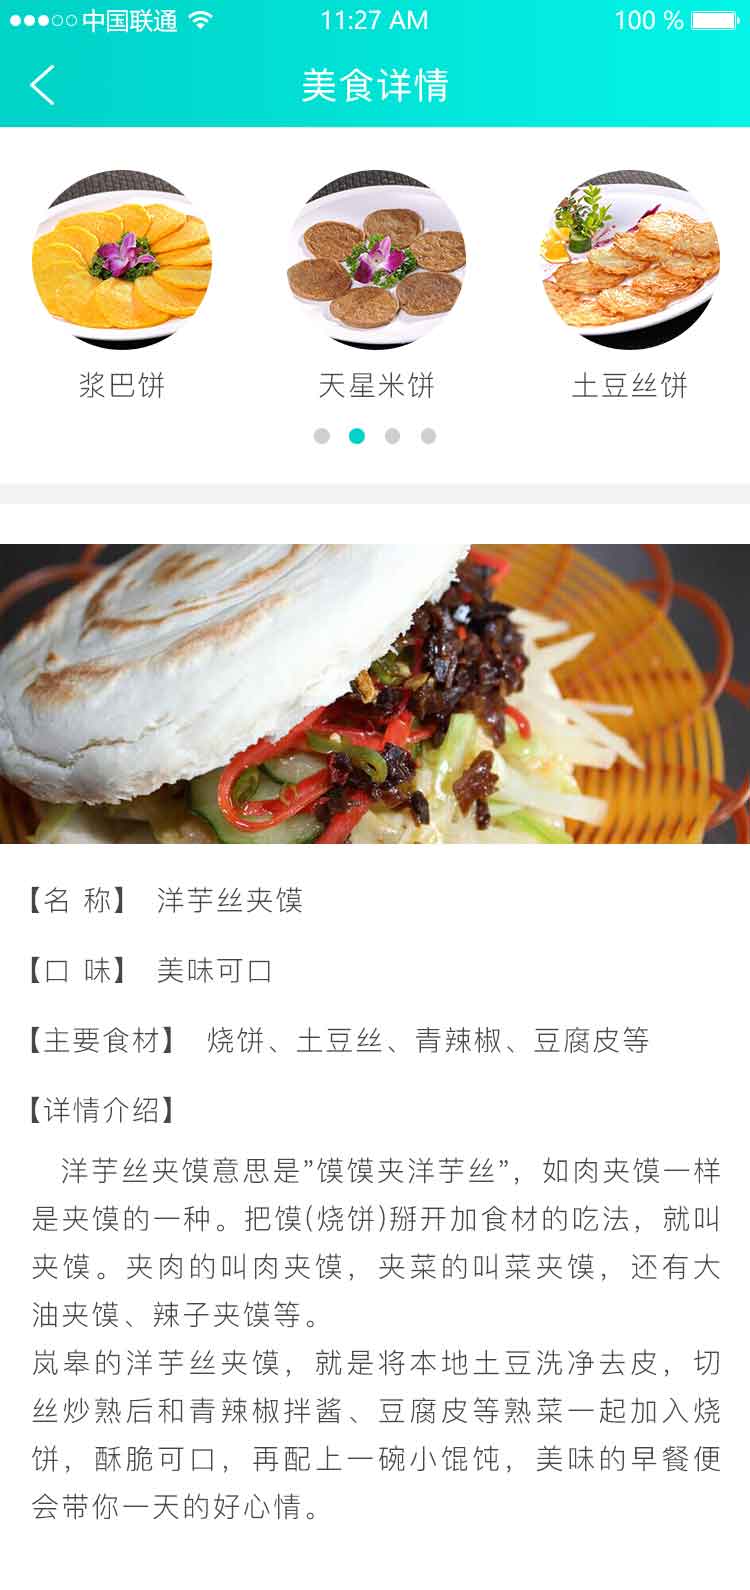 中国联通 11:27 AM 100 %
美食详情
浆巴饼 天星米饼 土豆丝饼
【名 称】 洋芋丝夹馍
【口 味】 美味可口
【主要食材】 烧饼、土豆丝、青辣椒、豆腐皮等
【详情介绍】
洋芋丝夹馍意思是”馍馍夹洋芋丝”，如肉夹馍一样
是夹馍的一种。把馍(烧饼)掰开加食材的吃法，就叫
夹馍。夹肉的叫肉夹馍，夹菜的叫菜夹馍，还有大
油夹馍、辣子夹馍等。
岚皋的洋芋丝夹馍，就是将本地土豆洗净去皮，切
丝炒熟后和青辣椒拌酱、豆腐皮等熟菜一起加入烧
饼，酥脆可口，再配上一碗小馄饨，美味的早餐便
会带你一天的好心情。